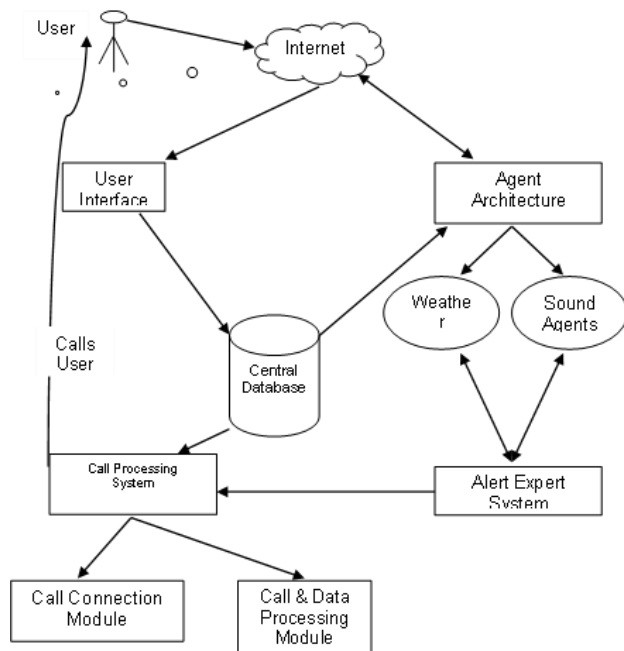 User
Internet
User
Interface
Agent
Architecture
Weathe
r
Sound
Agents
Calls
User
Central
Database
Call Processing
System
Alert Expert
System
Call Connection
Module
Call & Data
Processing
Module